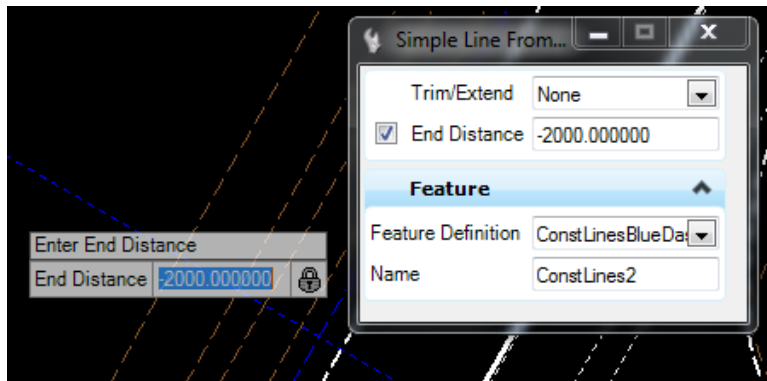 Simple Line From...
Trim/Extend None
End Distance -2000.000000
Feature
Feature Definition ConstLinesBlueDas
Name ConstLines2
Enter End Distance
End Distance -2000.000000